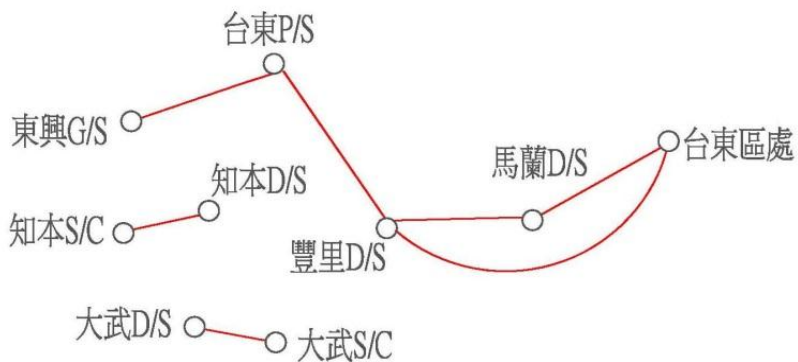 台東P/S
東興G/S
台東區處
馬蘭D/S
知本D/S
知本S/C
豐里D/S
大武D/S
大武S/C